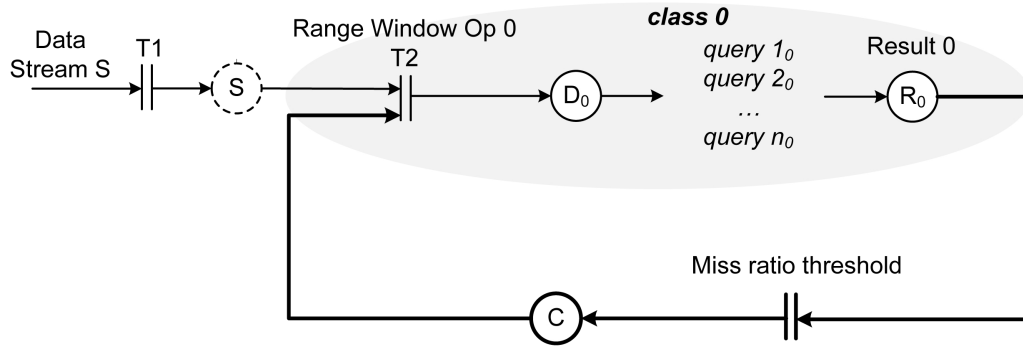 Data
Stream S
T1
S
Range Window Op 0
T2
D₀
class 0
query 1₀
query 2₀
...
query n₀
Result 0
R₀
Miss ratio threshold
C